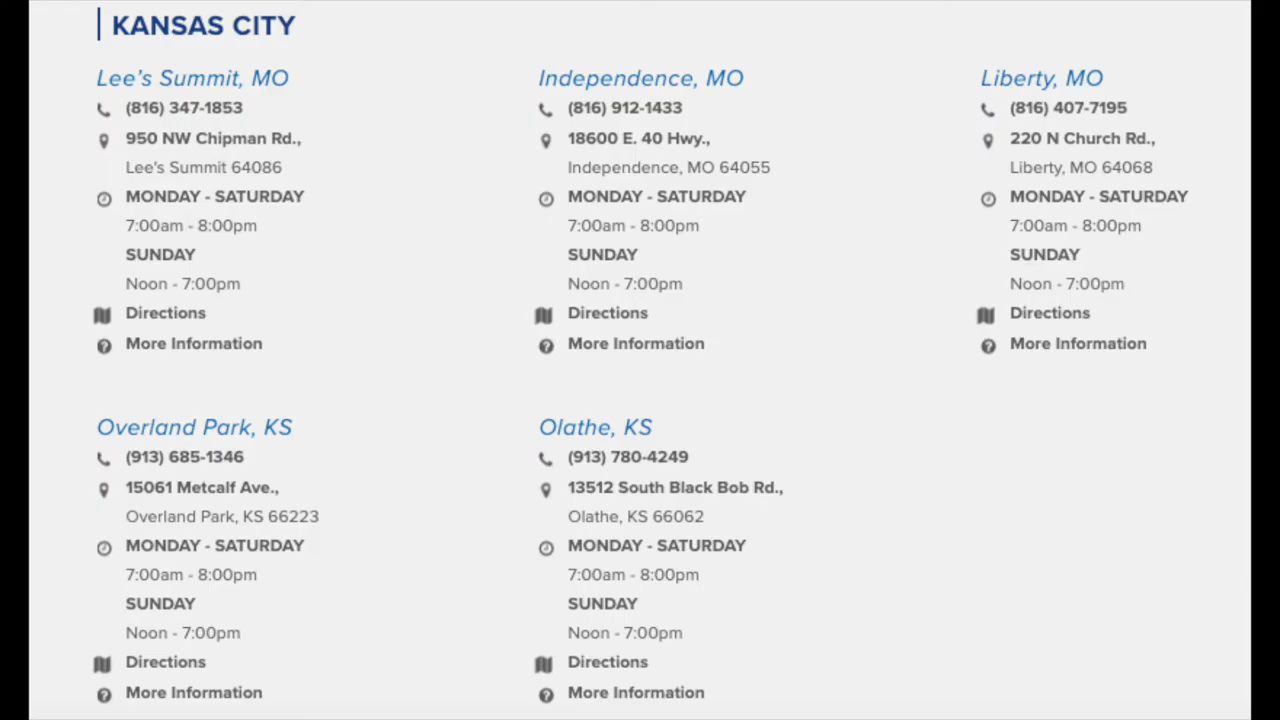 KANSAS CITY
Lee's Summit, MO
(816) 347-1853
950 NW Chipman Rd.,
Lee's Summit 64086
MONDAY - SATURDAY
7:00am - 8:00pm
SUNDAY
Noon - 7:00pm
Directions
More Information
Independence, MO
(816) 912-1433
18600 E. 40 Hwy.,
Independence, MO 64055
MONDAY - SATURDAY
7:00am - 8:00pm
SUNDAY
Noon - 7:00pm
Directions
More Information
Liberty, MO
(816) 407-7195
220 N Church Rd.,
Liberty, MO 64068
MONDAY - SATURDAY
7:00am - 8:00pm
SUNDAY
Noon - 7:00pm
Directions
More Information
Overland Park, KS
(913) 685-1346
15061 Metcalf Ave.,
Overland Park, KS 66223
MONDAY - SATURDAY
7:00am - 8:00pm
SUNDAY
Noon - 7:00pm
Directions
More Information
Olathe, KS
(913) 780-4249
13512 South Black Bob Rd.,
Olathe, KS 66062
MONDAY - SATURDAY
7:00am - 8:00pm
SUNDAY
Noon - 7:00pm
Directions
More Information